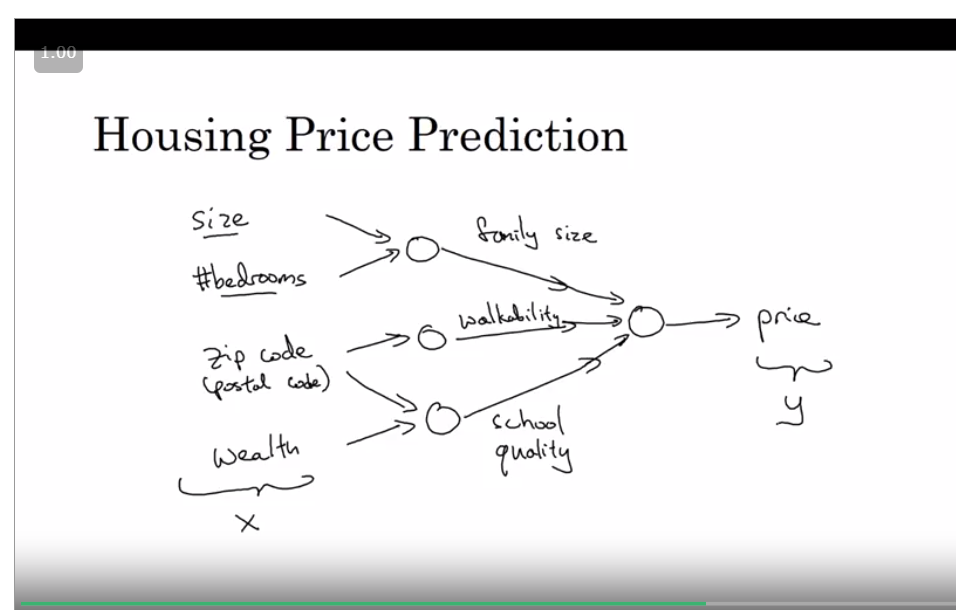 1.00
Housing Price Prediction
size
family size
#bedrooms
walkability
price
zip code
(postal code)
y
school
quality
wealth
x